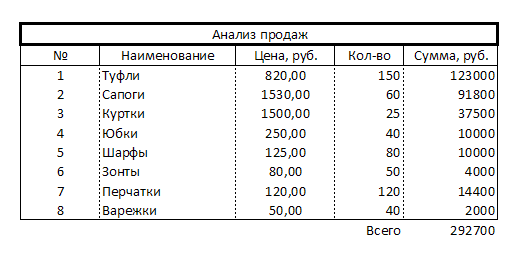 Анализ продаж
№ Наименование Цена, руб. Кол-во Сумма, руб.
1 Туфли 820,00 150 123000
2 Сапоги 1530,00 60 91800
3 Куртки 1500,00 25 37500
4 Юбки 250,00 40 10000
5 Шарфы 125,00 80 10000
6 Зонты 80,00 50 4000
7 Перчатки 120,00 120 14400
8 Варежки 50,00 40 2000
Всего 292700